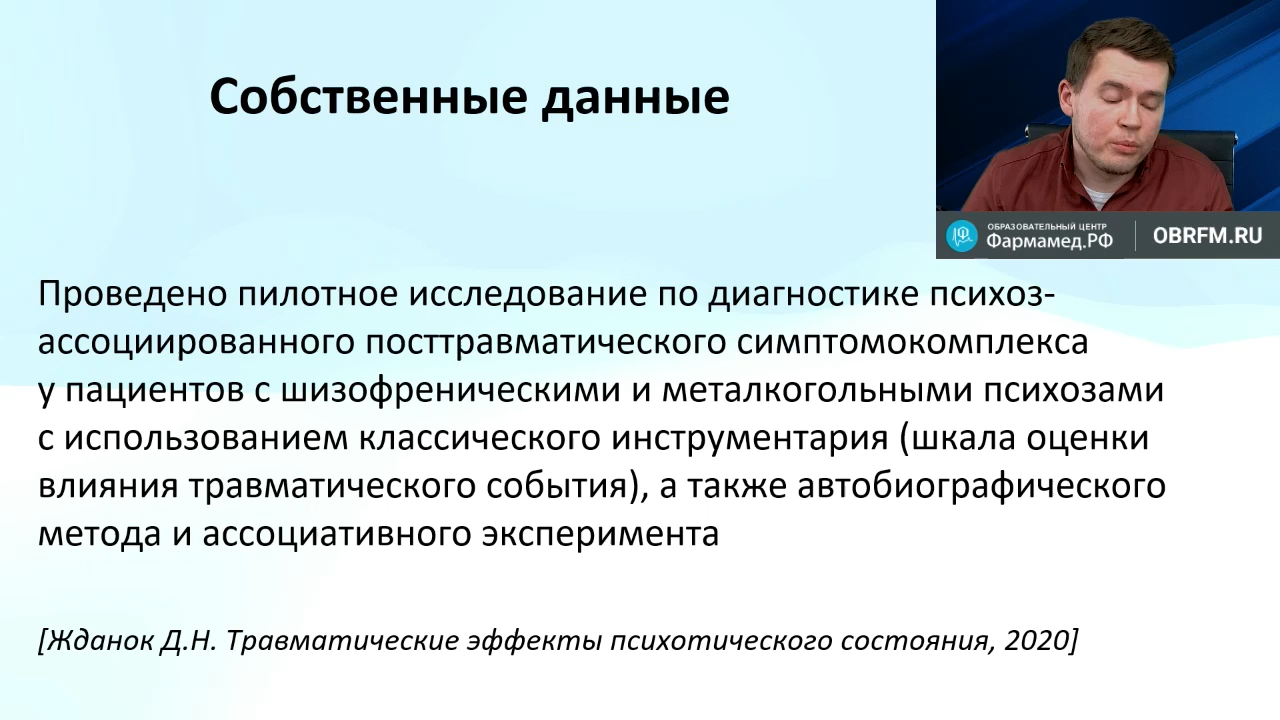 Собственные данные
ОБРАЗОВАТЕЛЬНЫЙ ЦЕНТР
Фармамед.РФ
OBRFM.RU
Проведено пилотное исследование по диагностике психоз-
ассоциированного посттравматического симптомокомплекса
у пациентов с шизофреническими и металкогольными психозами
с использованием классического инструментария (шкала оценки
влияния травматического события), а также автобиографического
метода и ассоциативного эксперимента
[Жданок Д.Н. Травматические эффекты психотического состояния, 2020]